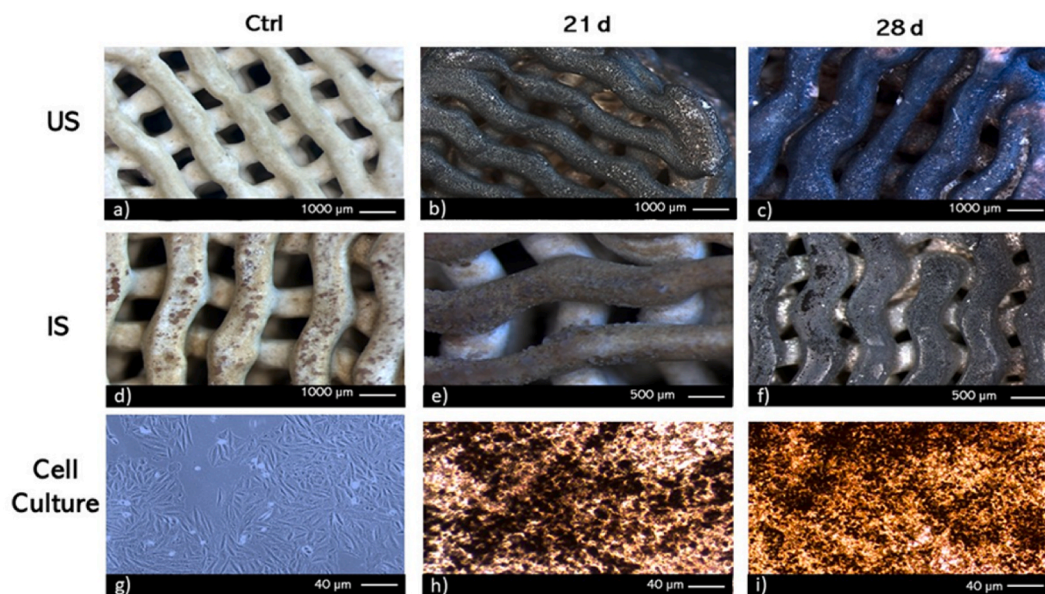 Ctrl 21 d 28 d
US
a) 1000 µm b) 1000 µm c) 1000 µm
IS
d) 1000 µm e) 500 µm f) 500 µm
Cell
Culture
g) 40 µm h) 40 µm i) 40 µm